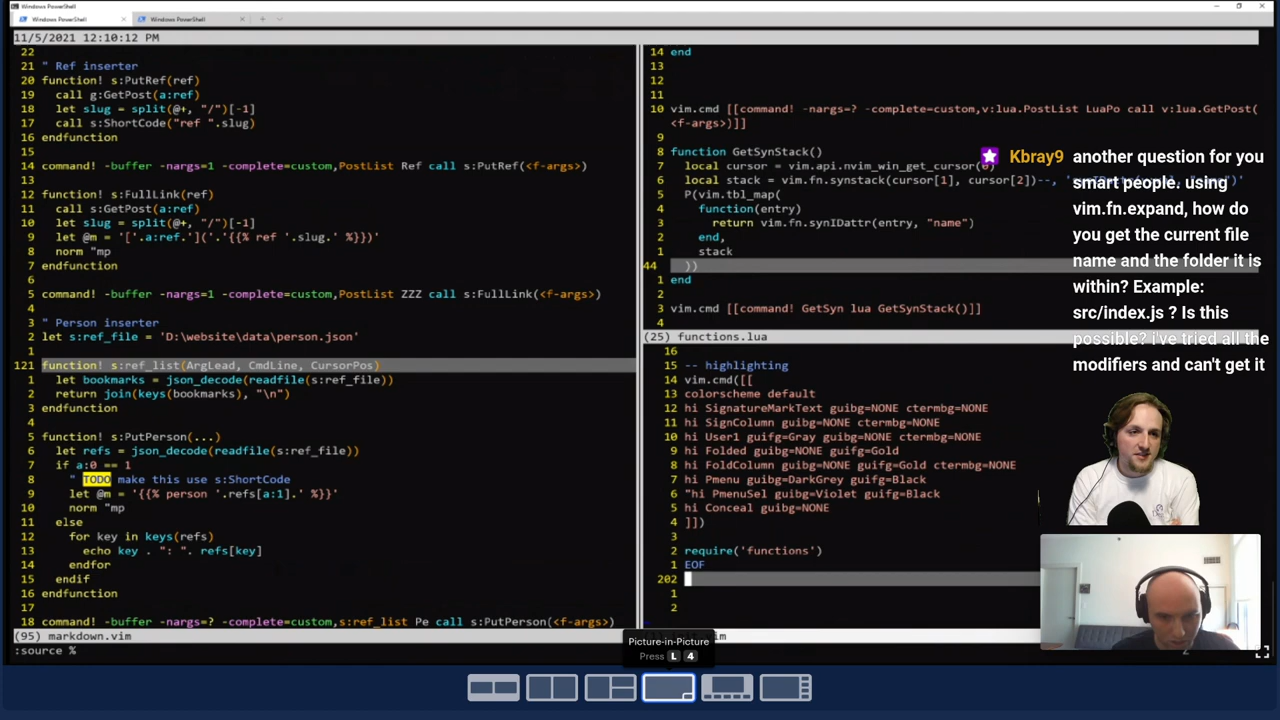 Windows PowerShell
Windows PowerShell
Windows PowerShell
11/5/2021 12:10:12 PM
22
21 " Ref inserter
20 function! s:PutRef(ref)
19 call g:GetPost(a:ref)
18 let slug = split(@+, "/")[-1]
17 call s:ShortCode("ref ".slug)
16 endfunction
15
14 command! -buffer -nargs=1 -complete=custom,PostList Ref call s:PutRef(<f-args>)
13
12 function! s:FullLink(ref)
11 call s:GetPost(a:ref)
10 let slug = split(@+, "/")[-1]
9 let @m = '['.a:ref.']('.'{{% ref '.slug.' %}})'
8 norm "mp
7 endfunction
6
5 command! -buffer -nargs=1 -complete=custom,PostList ZZZ call s:FullLink(<f-args>)
4
3 " Person inserter
2 let s:ref_file = 'D:\website\data\person.json'
1
121 function! s:ref_list(ArgLead, CmdLine, CursorPos)
1 let bookmarks = json_decode(readfile(s:ref_file))
2 return join(keys(bookmarks), "\n")
3 endfunction
4
5 function! s:PutPerson(...)
6 let refs = json_decode(readfile(s:ref_file))
7 if a:0 == 1
8 " TODO make this use s:ShortCode
9 let @m = '{{% person '.refs[a:1].' %}}'
10 norm "mp
11 else
12 for key in keys(refs)
13 echo key . ": ". refs[key]
14 endfor
15 endif
16 endfunction
17
18 command! -buffer -nargs=? -complete=custom,s:ref_list Pe call s:PutPerson(<f-args>)
(95) markdown.vim
:source %
14 end
13
12
11
10 vim.cmd [[command! -nargs=? -complete=custom,v:lua.PostList LuaPo call v:lua.GetPost(
<f-args>)]]
9
8 function GetSynStack()
7 local cursor = vim.api.nvim_win_get_cursor(0)
6 local stack = vim.fn.synstack(cursor[1], cursor[2])--,
5 P(vim.tbl_map(
4 function(entry)
3 return vim.fn.synIDattr(entry, "name")
2 end,
1 stack
44 ))
1 end
2
3 vim.cmd [[command! GetSyn lua GetSynStack()]]
4
(25) functions.lua
16
15 -- highlighting
14 vim.cmd([[
13 colorscheme default
12 hi SignatureMarkText guibg=NONE ctermbg=NONE
11 hi SignColumn guibg=NONE ctermbg=NONE
10 hi User1 guifg=Gray guibg=NONE ctermbg=NONE
9 hi Folded guibg=NONE guifg=Gold
8 hi FoldColumn guibg=NONE guifg=Gold ctermbg=NONE
7 hi Pmenu guibg=DarkGrey guifg=Black
6 "hi PmenuSel guibg=Violet guifg=Black
5 hi Conceal guibg=NONE
4 ]])
3
2 require('functions')
1 EOF
202
1
2
Kbray9 another question for you
smart people. using
vim.fn.expand, how do
you get the current file
name and the folder it is
within? Example:
src/index.js ? Is this
possible? i've tried all the
modifiers and can't get it
Picture-in-Picture
Press L 4